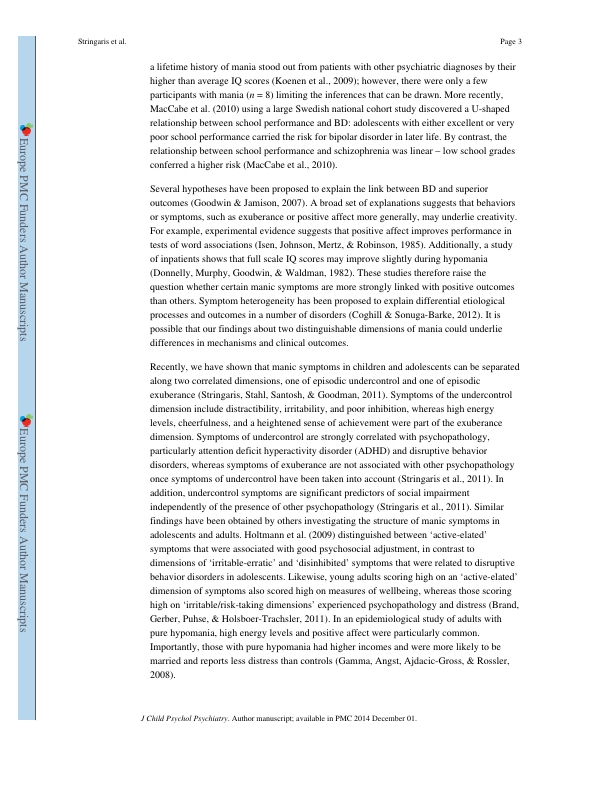 Stringaris et al.
Page 3
a lifetime history of mania stood out from patients with other psychiatric diagnoses by their
higher than average IQ scores (Koenen et al., 2009); however, there were only a few
participants with mania (n = 8) limiting the inferences that can be drawn. More recently,
MacCabe et al. (2010) using a large Swedish national cohort study discovered a U-shaped
relationship between school performance and BD: adolescents with either excellent or very
poor school performance carried the risk for bipolar disorder in later life. By contrast, the
relationship between school performance and schizophrenia was linear – low school grades
conferred a higher risk (MacCabe et al., 2010).
Several hypotheses have been proposed to explain the link between BD and superior
outcomes (Goodwin & Jamison, 2007). A broad set of explanations suggests that behaviors
or symptoms, such as exuberance or positive affect more generally, may underlie creativity.
For example, experimental evidence suggests that positive affect improves performance in
tests of word associations (Isen, Johnson, Mertz, & Robinson, 1985). Additionally, a study
of inpatients shows that full scale IQ scores may improve slightly during hypomania
(Donnelly, Murphy, Goodwin, & Waldman, 1982). These studies therefore raise the
question whether certain manic symptoms are more strongly linked with positive outcomes
than others. Symptom heterogeneity has been proposed to explain differential etiological
processes and outcomes in a number of disorders (Coghill & Sonuga-Barke, 2012). It is
possible that our findings about two distinguishable dimensions of mania could underlie
differences in mechanisms and clinical outcomes.
Recently, we have shown that manic symptoms in children and adolescents can be separated
along two correlated dimensions, one of episodic undercontrol and one of episodic
exuberance (Stringaris, Stahl, Santosh, & Goodman, 2011). Symptoms of the undercontrol
dimension include distractibility, irritability, and poor inhibition, whereas high energy
levels, cheerfulness, and a heightened sense of achievement were part of the exuberance
dimension. Symptoms of undercontrol are strongly correlated with psychopathology,
particularly attention deficit hyperactivity disorder (ADHD) and disruptive behavior
disorders, whereas symptoms of exuberance are not associated with other psychopathology
once symptoms of undercontrol have been taken into account (Stringaris et al., 2011). In
addition, undercontrol symptoms are significant predictors of social impairment
independently of the presence of other psychopathology (Stringaris et al., 2011). Similar
findings have been obtained by others investigating the structure of manic symptoms in
adolescents and adults. Holtmann et al. (2009) distinguished between ‘active-elated’
symptoms that were associated with good psychosocial adjustment, in contrast to
dimensions of ‘irritable-erratic’ and ‘disinhibited’ symptoms that were related to disruptive
behavior disorders in adolescents. Likewise, young adults scoring high on an ‘active-elated’
dimension of symptoms also scored high on measures of wellbeing, whereas those scoring
high on ‘irritable/risk-taking dimensions’ experienced psychopathology and distress (Brand,
Gerber, Puhse, & Holsboer-Trachsler, 2011). In an epidemiological study of adults with
pure hypomania, high energy levels and positive affect were particularly common.
Importantly, those with pure hypomania had higher incomes and were more likely to be
married and reports less distress than controls (Gamma, Angst, Ajdacic-Gross, & Rossler,
2008).
J Child Psychol Psychiatry. Author manuscript; available in PMC 2014 December 01.
Europe PMC Funders Author Manuscripts
Europe PMC Funders Author Manuscripts